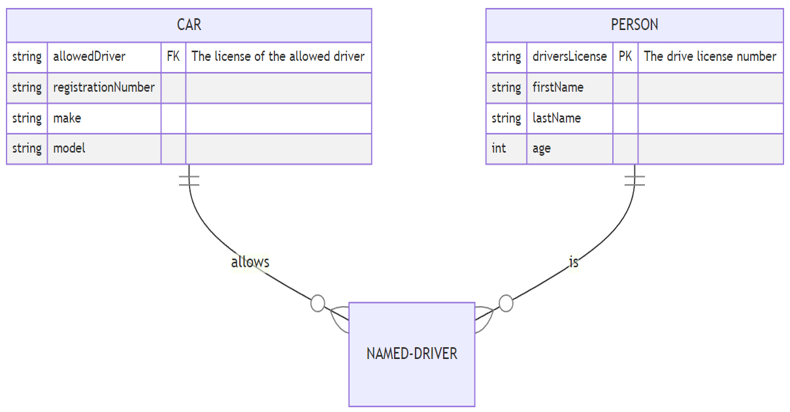 CAR
string allowedDriver FK The license of the allowed driver
string registrationNumber
string make
string model
PERSON
string driversLicense PK The drive license number
string firstName
string lastName
int age
allows
is
NAMED-DRIVER